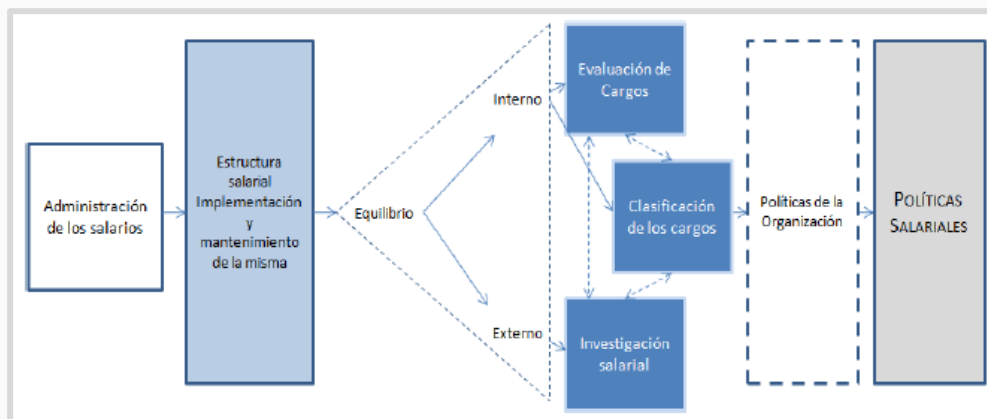 Administración
de los salarios
Estructura
salarial
Implementación
y
mantenimiento
de la misma
Equilibrio
Interno
Externo
Evaluación de
Cargos
Clasificación
de los cargos
Investigación
salarial
Políticas de la
Organización
POLÍTICAS
SALARIALES